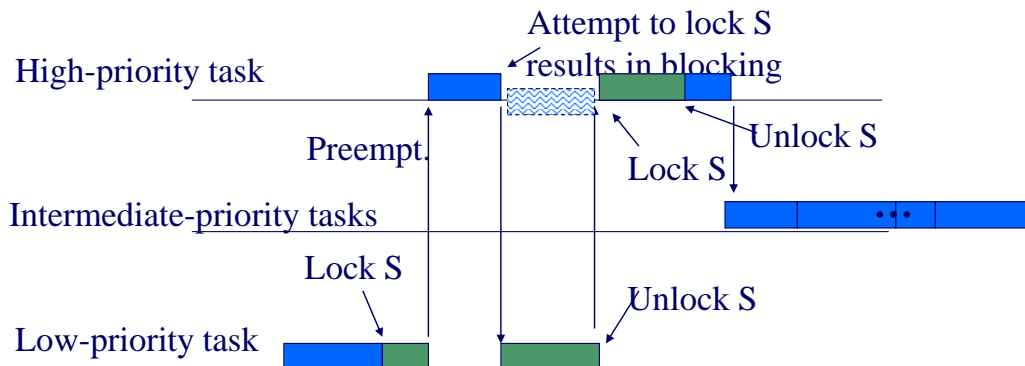 Attempt to lock S
High-priority task
results in blocking
Preempt.
Unlock S
Lock S
Intermediate-priority tasks
•••
Lock S
Unlock S
Low-priority task